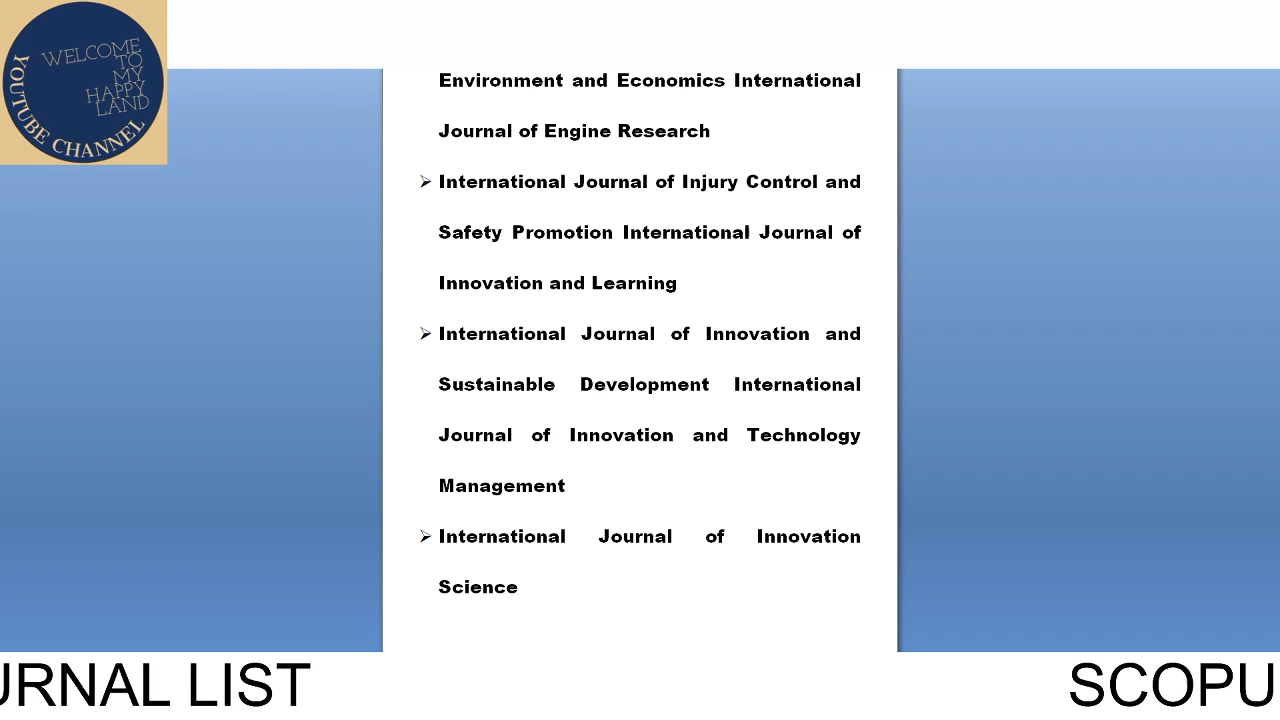 WELCOME
TO
MY
HAPPY
LAND
YOUTUBE CHANNEL
Environment and Economics International
Journal of Engine Research
➢ International Journal of Injury Control and
Safety Promotion International Journal of
Innovation and Learning
➢ International Journal of Innovation and
Sustainable Development International
Journal of Innovation and Technology
Management
➢ International Journal of Innovation
Science
URNAL LIST
SCOPU